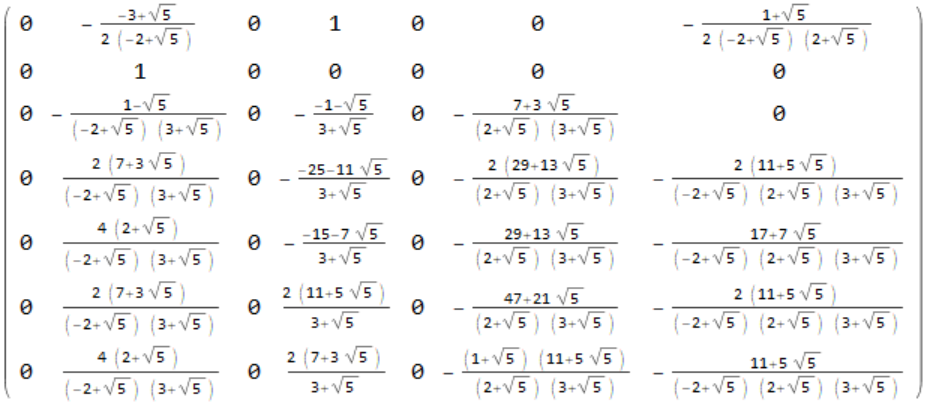 0 - (-3+√5)/(2 (-2+√5)) 0 1 0 0 - (1+√5)/(2 (-2+√5) (2+√5))
0 1 0 0 0 0 0
0 - (1-√5)/((-2+√5) (3+√5)) 0 - (-1-√5)/(3+√5) 0 - (7+3 √5)/((2+√5) (3+√5)) 0
0 (2 (7+3 √5))/((-2+√5) (3+√5)) 0 - (-25-11 √5)/(3+√5) 0 - (2 (29+13 √5))/((2+√5) (3+√5)) - (2 (11+5 √5))/((-2+√5) (2+√5) (3+√5))
0 (4 (2+√5))/((-2+√5) (3+√5)) 0 - (-15-7 √5)/(3+√5) 0 - (29+13 √5)/((2+√5) (3+√5)) - (17+7 √5)/((-2+√5) (2+√5) (3+√5))
0 (2 (7+3 √5))/((-2+√5) (3+√5)) 0 (2 (11+5 √5))/(3+√5) 0 - (47+21 √5)/((2+√5) (3+√5)) - (2 (11+5 √5))/((-2+√5) (2+√5) (3+√5))
0 (4 (2+√5))/((-2+√5) (3+√5)) 0 (2 (7+3 √5))/(3+√5) 0 - ((1+√5) (11+5 √5))/((2+√5) (3+√5)) - (11+5 √5)/((-2+√5) (2+√5) (3+√5))